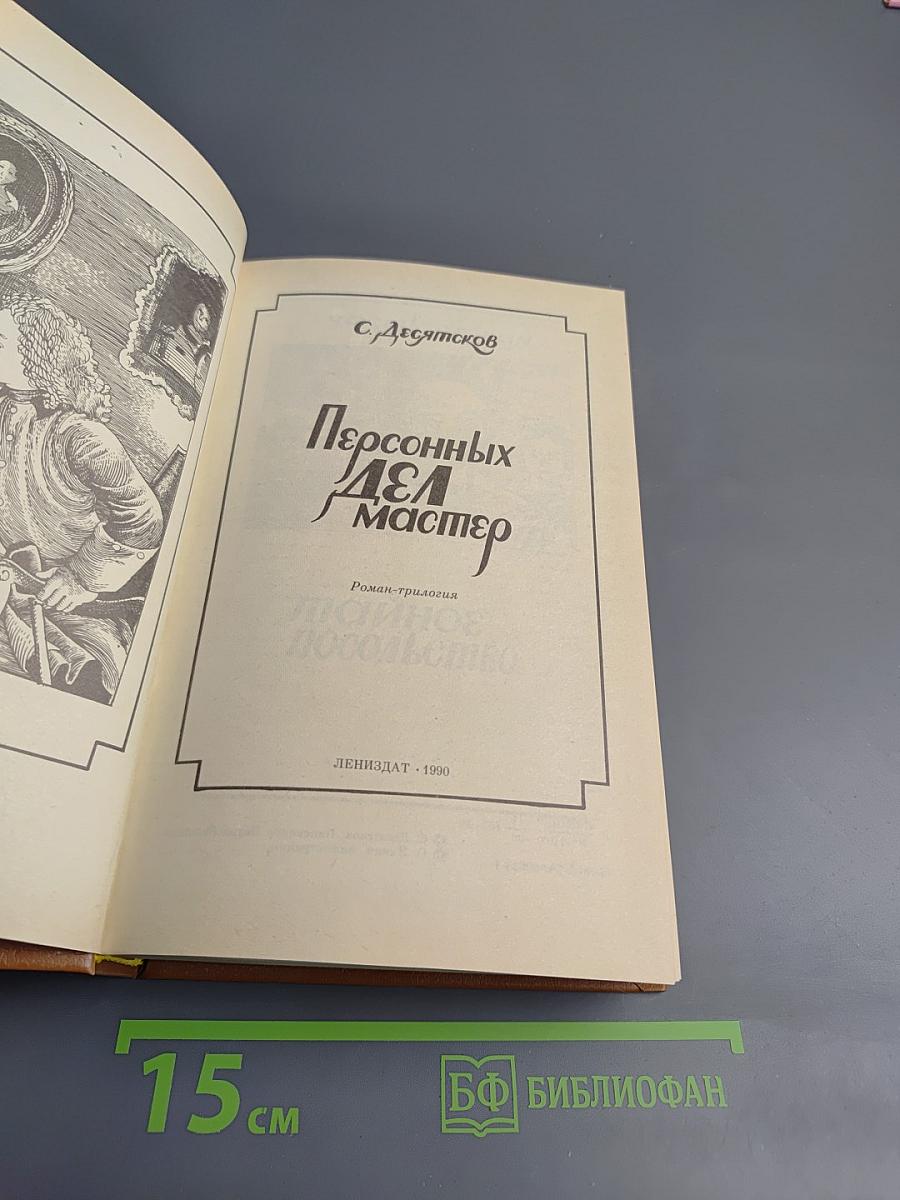 С. Десятсков
Персонных
дел
мастер
Роман-трилогия
ЛЕНИЗДАТ · 1990
15 см
БФ БИБЛИОФАН